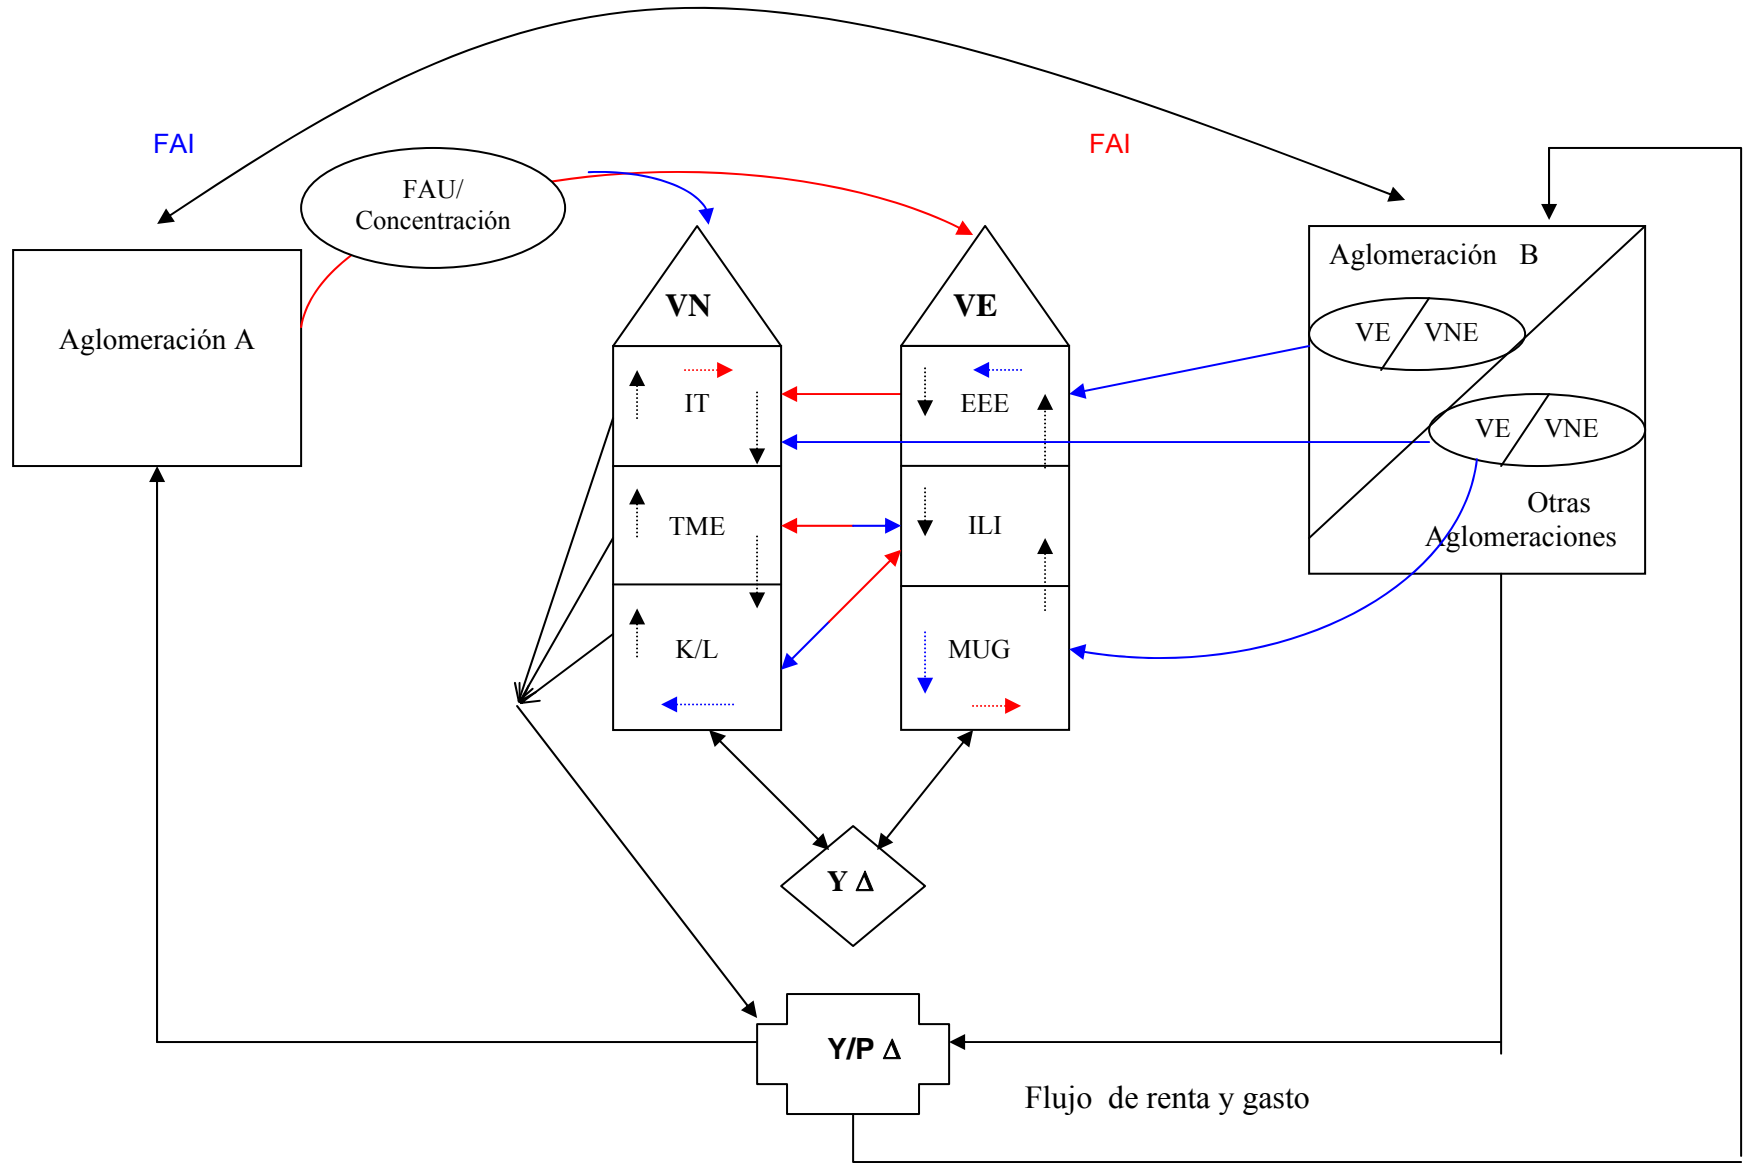 FAI
FAI
FAU/
Concentración
Aglomeración B
Aglomeración A
VN
VE
VE
VNE
IT
EEE
VE
VNE
TME
ILI
Otras
Aglomeraciones
K/L
MUG
Y Δ
Y/P Δ
Flujo de renta y gasto